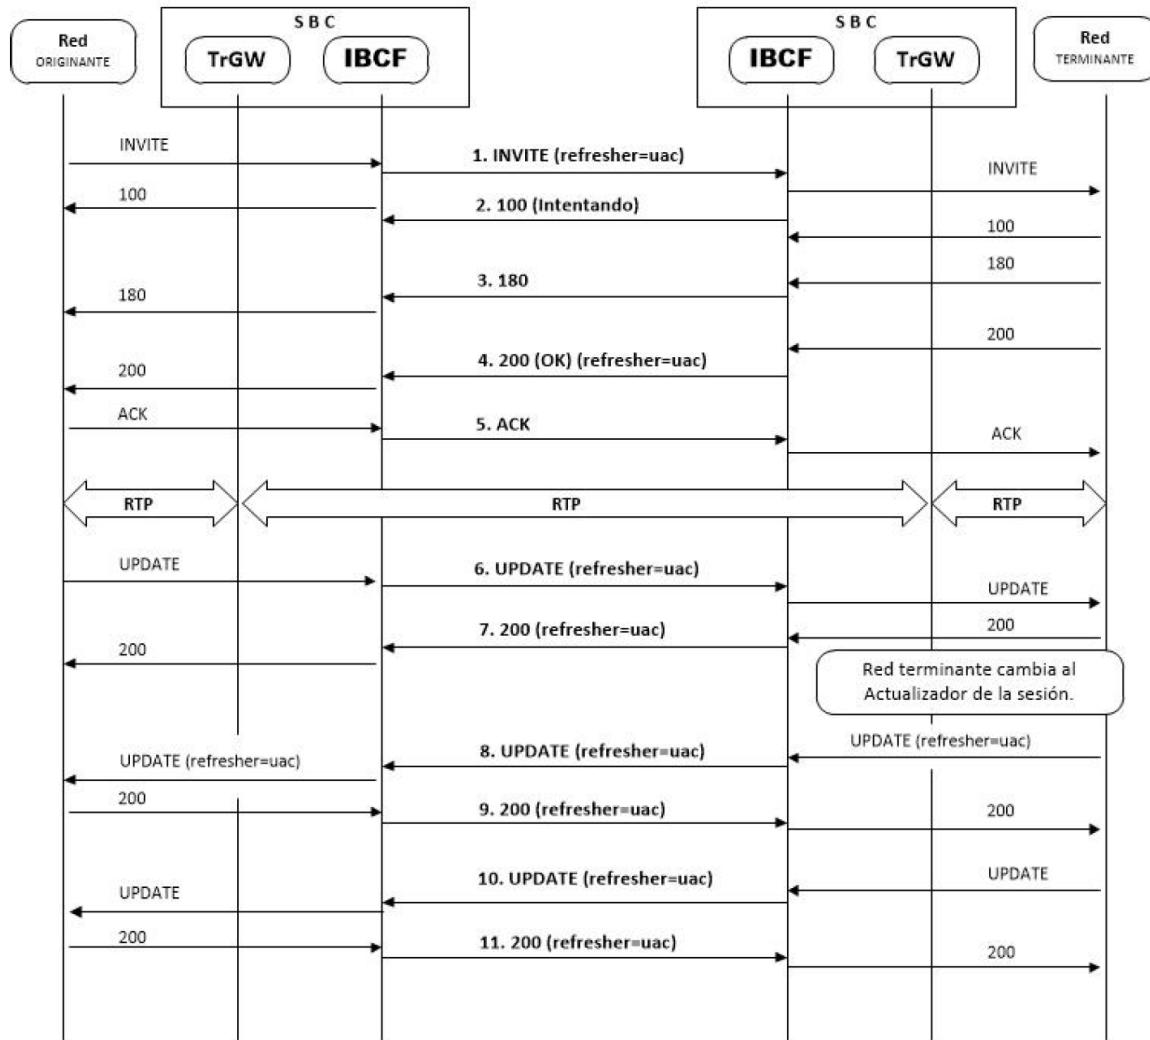 S B C
S B C
Red
ORIGINANTE
TrGW
IBCF
IBCF
TrGW
Red
TERMINANTE
INVITE
1. INVITE (refresher=uac)
INVITE
100
2. 100 (Intentando)
100
180
3. 180
180
200
4. 200 (OK) (refresher=uac)
200
ACK
5. ACK
ACK
RTP
RTP
RTP
UPDATE
6. UPDATE (refresher=uac)
UPDATE
7. 200 (refresher=uac)
200
200
Red terminante cambia al
Actualizador de la sesión.
UPDATE (refresher=uac)
8. UPDATE (refresher=uac)
UPDATE (refresher=uac)
200
9. 200 (refresher=uac)
200
10. UPDATE (refresher=uac)
UPDATE
UPDATE
200
11. 200 (refresher=uac)
200